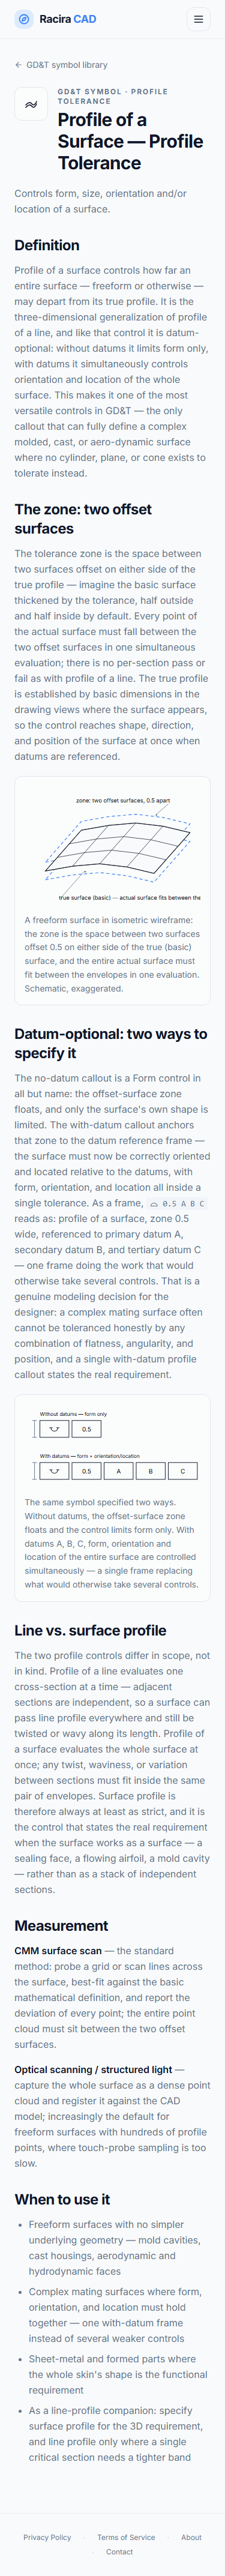 Racira CAD
GD&T symbol library
GD&T SYMBOL · PROFILE
TOLERANCE
Profile of a
Surface — Profile
Tolerance
Controls form, size, orientation and/or
location of a surface.
Definition
Profile of a surface controls how far an
entire surface — freeform or otherwise —
may depart from its true profile. It is the
three-dimensional generalization of profile
of a line, and like that control it is datum-
optional: without datums it limits form only,
with datums it simultaneously controls
orientation and location of the whole
surface. This makes it one of the most
versatile controls in GD&T — the only
callout that can fully define a complex
molded, cast, or aero-dynamic surface
where no cylinder, plane, or cone exists to
tolerate instead.
The zone: two offset
surfaces
The tolerance zone is the space between
two surfaces offset on either side of the
true profile — imagine the basic surface
thickened by the tolerance, half outside
and half inside by default. Every point of
the actual surface must fall between the
two offset surfaces in one simultaneous
evaluation; there is no per-section pass or
fail as with profile of a line. The true profile
is established by basic dimensions in the
drawing views where the surface appears,
so the control reaches shape, direction,
and position of the surface at once when
datums are referenced.
zone: two offset surfaces, 0.5 apart
true surface (basic) — actual surface fits between the
A freeform surface in isometric wireframe:
the zone is the space between two surfaces
offset 0.5 on either side of the true (basic)
surface, and the entire actual surface must
fit between the envelopes in one evaluation.
Schematic, exaggerated.
Datum-optional: two ways to
specify it
The no-datum callout is a Form control in
all but name: the offset-surface zone
floats, and only the surface's own shape is
limited. The with-datum callout anchors
that zone to the datum reference frame —
the surface must now be correctly oriented
and located relative to the datums, with
form, orientation, and location all inside a
single tolerance. As a frame, ⌓ 0.5 A B C
reads as: profile of a surface, zone 0.5
wide, referenced to primary datum A,
secondary datum B, and tertiary datum C
— one frame doing the work that would
otherwise take several controls. That is a
genuine modeling decision for the
designer: a complex mating surface often
cannot be toleranced honestly by any
combination of flatness, angularity, and
position, and a single with-datum profile
callout states the real requirement.
Without datums — form only
0.5
With datums — form + orientation/location
0.5 A B C
The same symbol specified two ways.
Without datums, the offset-surface zone
floats and the control limits form only. With
datums A, B, C, form, orientation and
location of the entire surface are controlled
simultaneously — a single frame replacing
what would otherwise take several controls.
Line vs. surface profile
The two profile controls differ in scope, not
in kind. Profile of a line evaluates one
cross-section at a time — adjacent
sections are independent, so a surface can
pass line profile everywhere and still be
twisted or wavy along its length. Profile of
a surface evaluates the whole surface at
once; any twist, waviness, or variation
between sections must fit inside the same
pair of envelopes. Surface profile is
therefore always at least as strict, and it is
the control that states the real requirement
when the surface works as a surface — a
sealing face, a flowing airfoil, a mold cavity
— rather than as a stack of independent
sections.
Measurement
CMM surface scan — the standard
method: probe a grid or scan lines across
the surface, best-fit against the basic
mathematical definition, and report the
deviation of every point; the entire point
cloud must sit between the two offset
surfaces.
Optical scanning / structured light —
capture the whole surface as a dense point
cloud and register it against the CAD
model; increasingly the default for
freeform surfaces with hundreds of profile
points, where touch-probe sampling is too
slow.
When to use it
• Freeform surfaces with no simpler
underlying geometry — mold cavities,
cast housings, aerodynamic and
hydrodynamic faces
• Complex mating surfaces where form,
orientation, and location must hold
together — one with-datum frame
instead of several weaker controls
• Sheet-metal and formed parts where
the whole skin's shape is the functional
requirement
• As a line-profile companion: specify
surface profile for the 3D requirement,
and line profile only where a single
critical section needs a tighter band
Privacy Policy · Terms of Service · About
· Contact